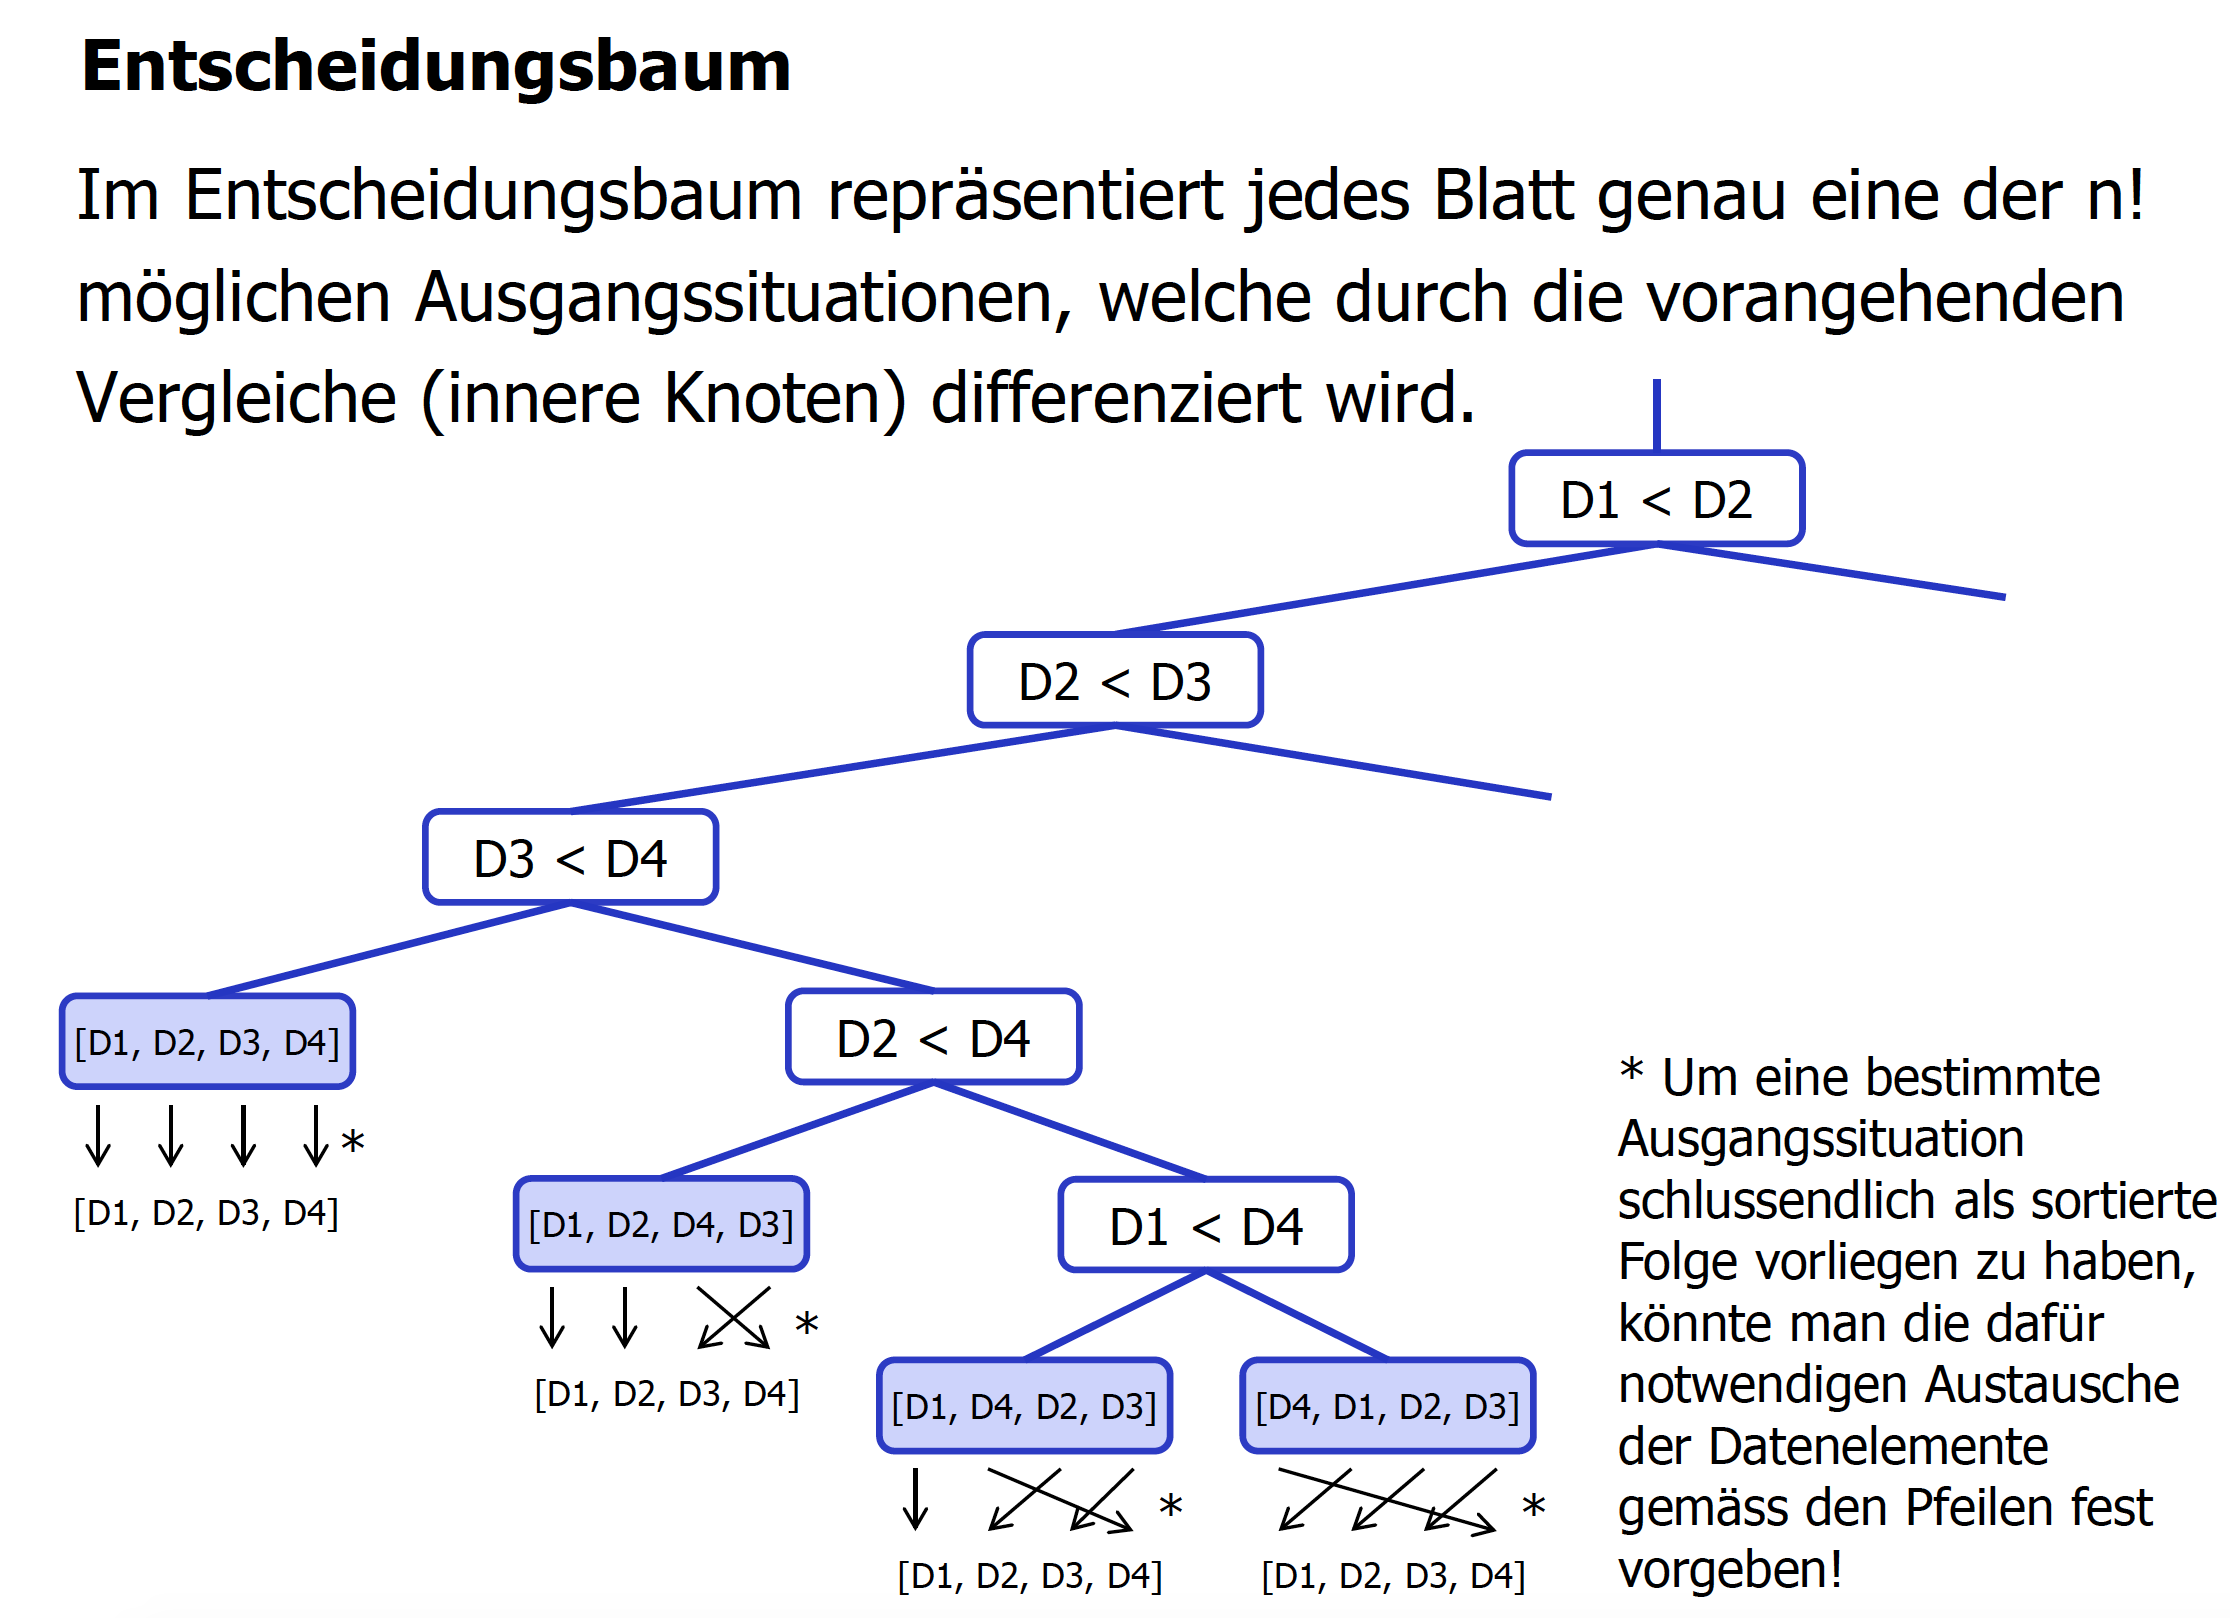 Entscheidungsbaum
Im Entscheidungsbaum repräsentiert jedes Blatt genau eine der n!
möglichen Ausgangssituationen, welche durch die vorangehenden
Vergleiche (innere Knoten) differenziert wird.
D1 < D2
D2 < D3
D3 < D4
[D1, D2, D3, D4]
D2 < D4
*
[D1, D2, D3, D4]
[D1, D2, D4, D3]
D1 < D4
*
[D1, D2, D3, D4]
[D1, D4, D2, D3]
[D4, D1, D2, D3]
*
*
[D1, D2, D3, D4]
[D1, D2, D3, D4]
* Um eine bestimmte
Ausgangssituation
schlussendlich als sortierte
Folge vorliegen zu haben,
könnte man die dafür
notwendigen Austausche
der Datenelemente
gemäss den Pfeilen fest
vorgeben!